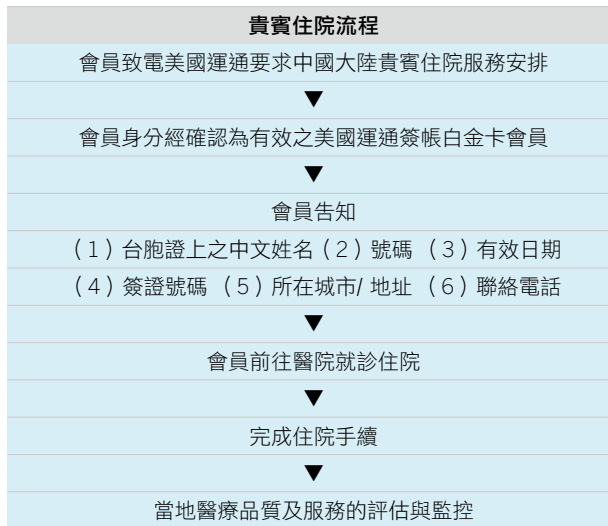 貴賓住院流程
會員致電美國運通要求中國大陸貴賓住院服務安排
▼
會員身分經確認為有效之美國運通簽帳白金卡會員
▼
會員告知
（1）台胞證上之中文姓名（2）號碼 （3）有效日期
（4）簽證號碼 （5）所在城市/ 地址 （6）聯絡電話
▼
會員前往醫院就診住院
▼
完成住院手續
▼
當地醫療品質及服務的評估與監控